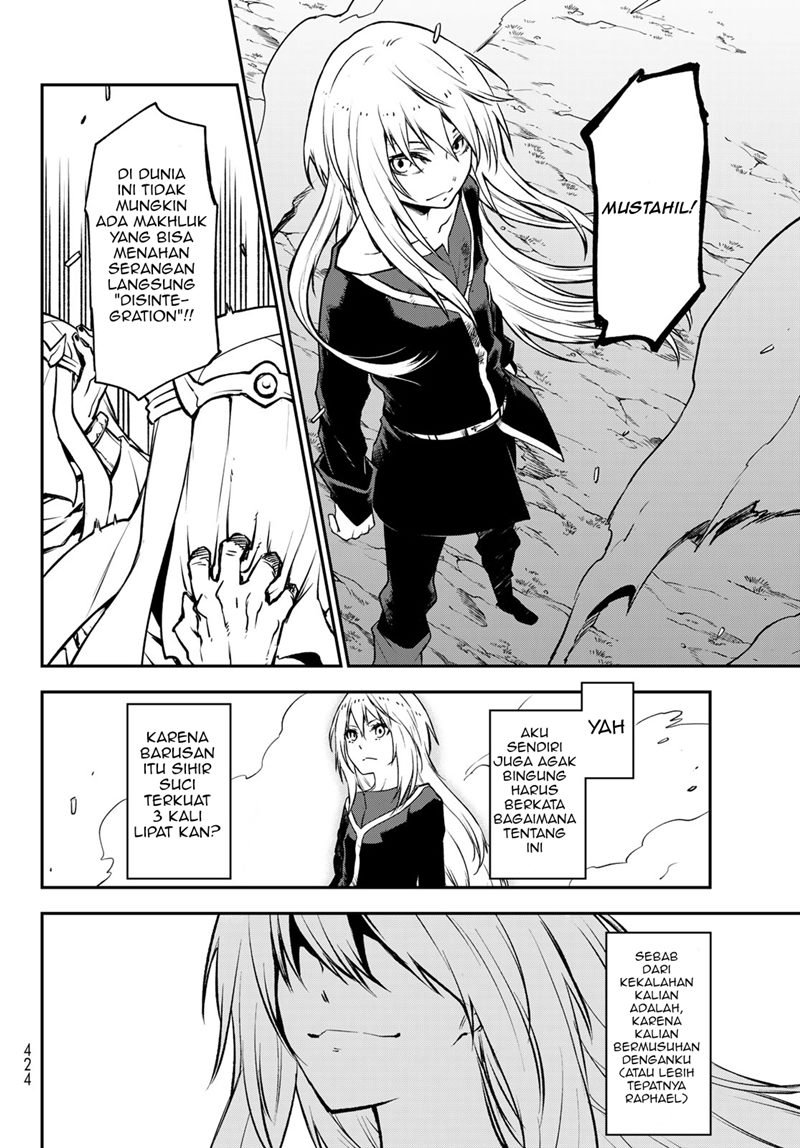 MUSTAHIL!
DI DUNIA
INI TIDAK
MUNGKIN
ADA MAKHLUK
YANG BISA
MENAHAN
SERANGAN
LANGSUNG
"DISINTE-
GRATION"!!
YAH
AKU
SENDIRI
JUGA AGAK
BINGUNG
HARUS
BERKATA
BAGAIMANA
TENTANG
INI
KARENA
BARUSAN
ITU SIHIR
SUCI
TERKUAT
3 KALI
LIPAT KAN?
SEBAB
DARI
KEKALAHAN
KALIAN
ADALAH,
KARENA
KALIAN
BERMUSUHAN
DENGANKU
(ATAU LEBIH
TEPATNYA
RAPHAEL)
424